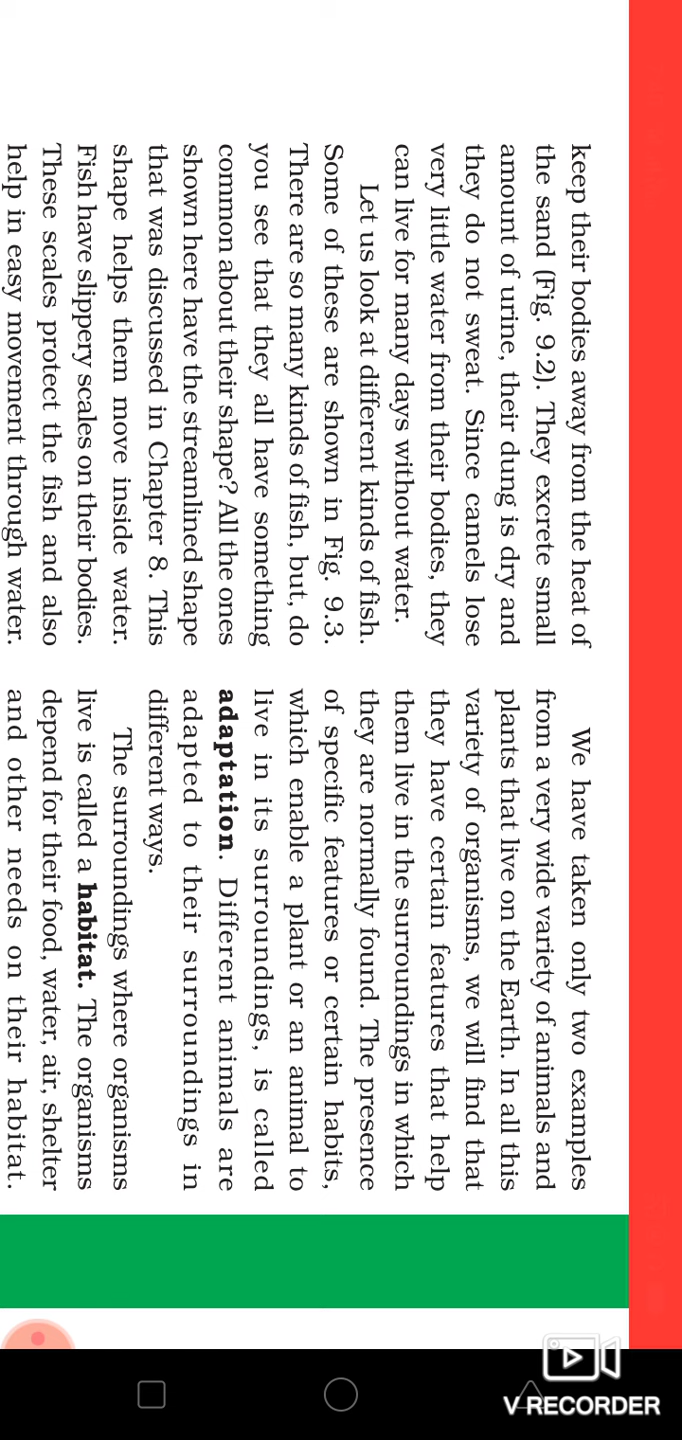 keep their bodies away from the heat of
the sand (Fig. 9.2). They excrete small
amount of urine, their dung is dry and
they do not sweat. Since camels lose
very little water from their bodies, they
can live for many days without water.
Let us look at different kinds of fish.
Some of these are shown in Fig. 9.3.
There are so many kinds of fish, but, do
you see that they all have something
common about their shape? All the ones
shown here have the streamlined shape
that was discussed in Chapter 8. This
shape helps them move inside water.
Fish have slippery scales on their bodies.
These scales protect the fish and also
help in easy movement through water.
We have taken only two examples
from a very wide variety of animals and
plants that live on the Earth. In all this
variety of organisms, we will find that
they have certain features that help
them live in the surroundings in which
they are normally found. The presence
of specific features or certain habits,
which enable a plant or an animal to
live in its surroundings, is called
adaptation. Different animals are
adapted to their surroundings in
different ways.
The surroundings where organisms
live is called a habitat. The organisms
depend for their food, water, air, shelter
and other needs on their habitat.
V RECORDER